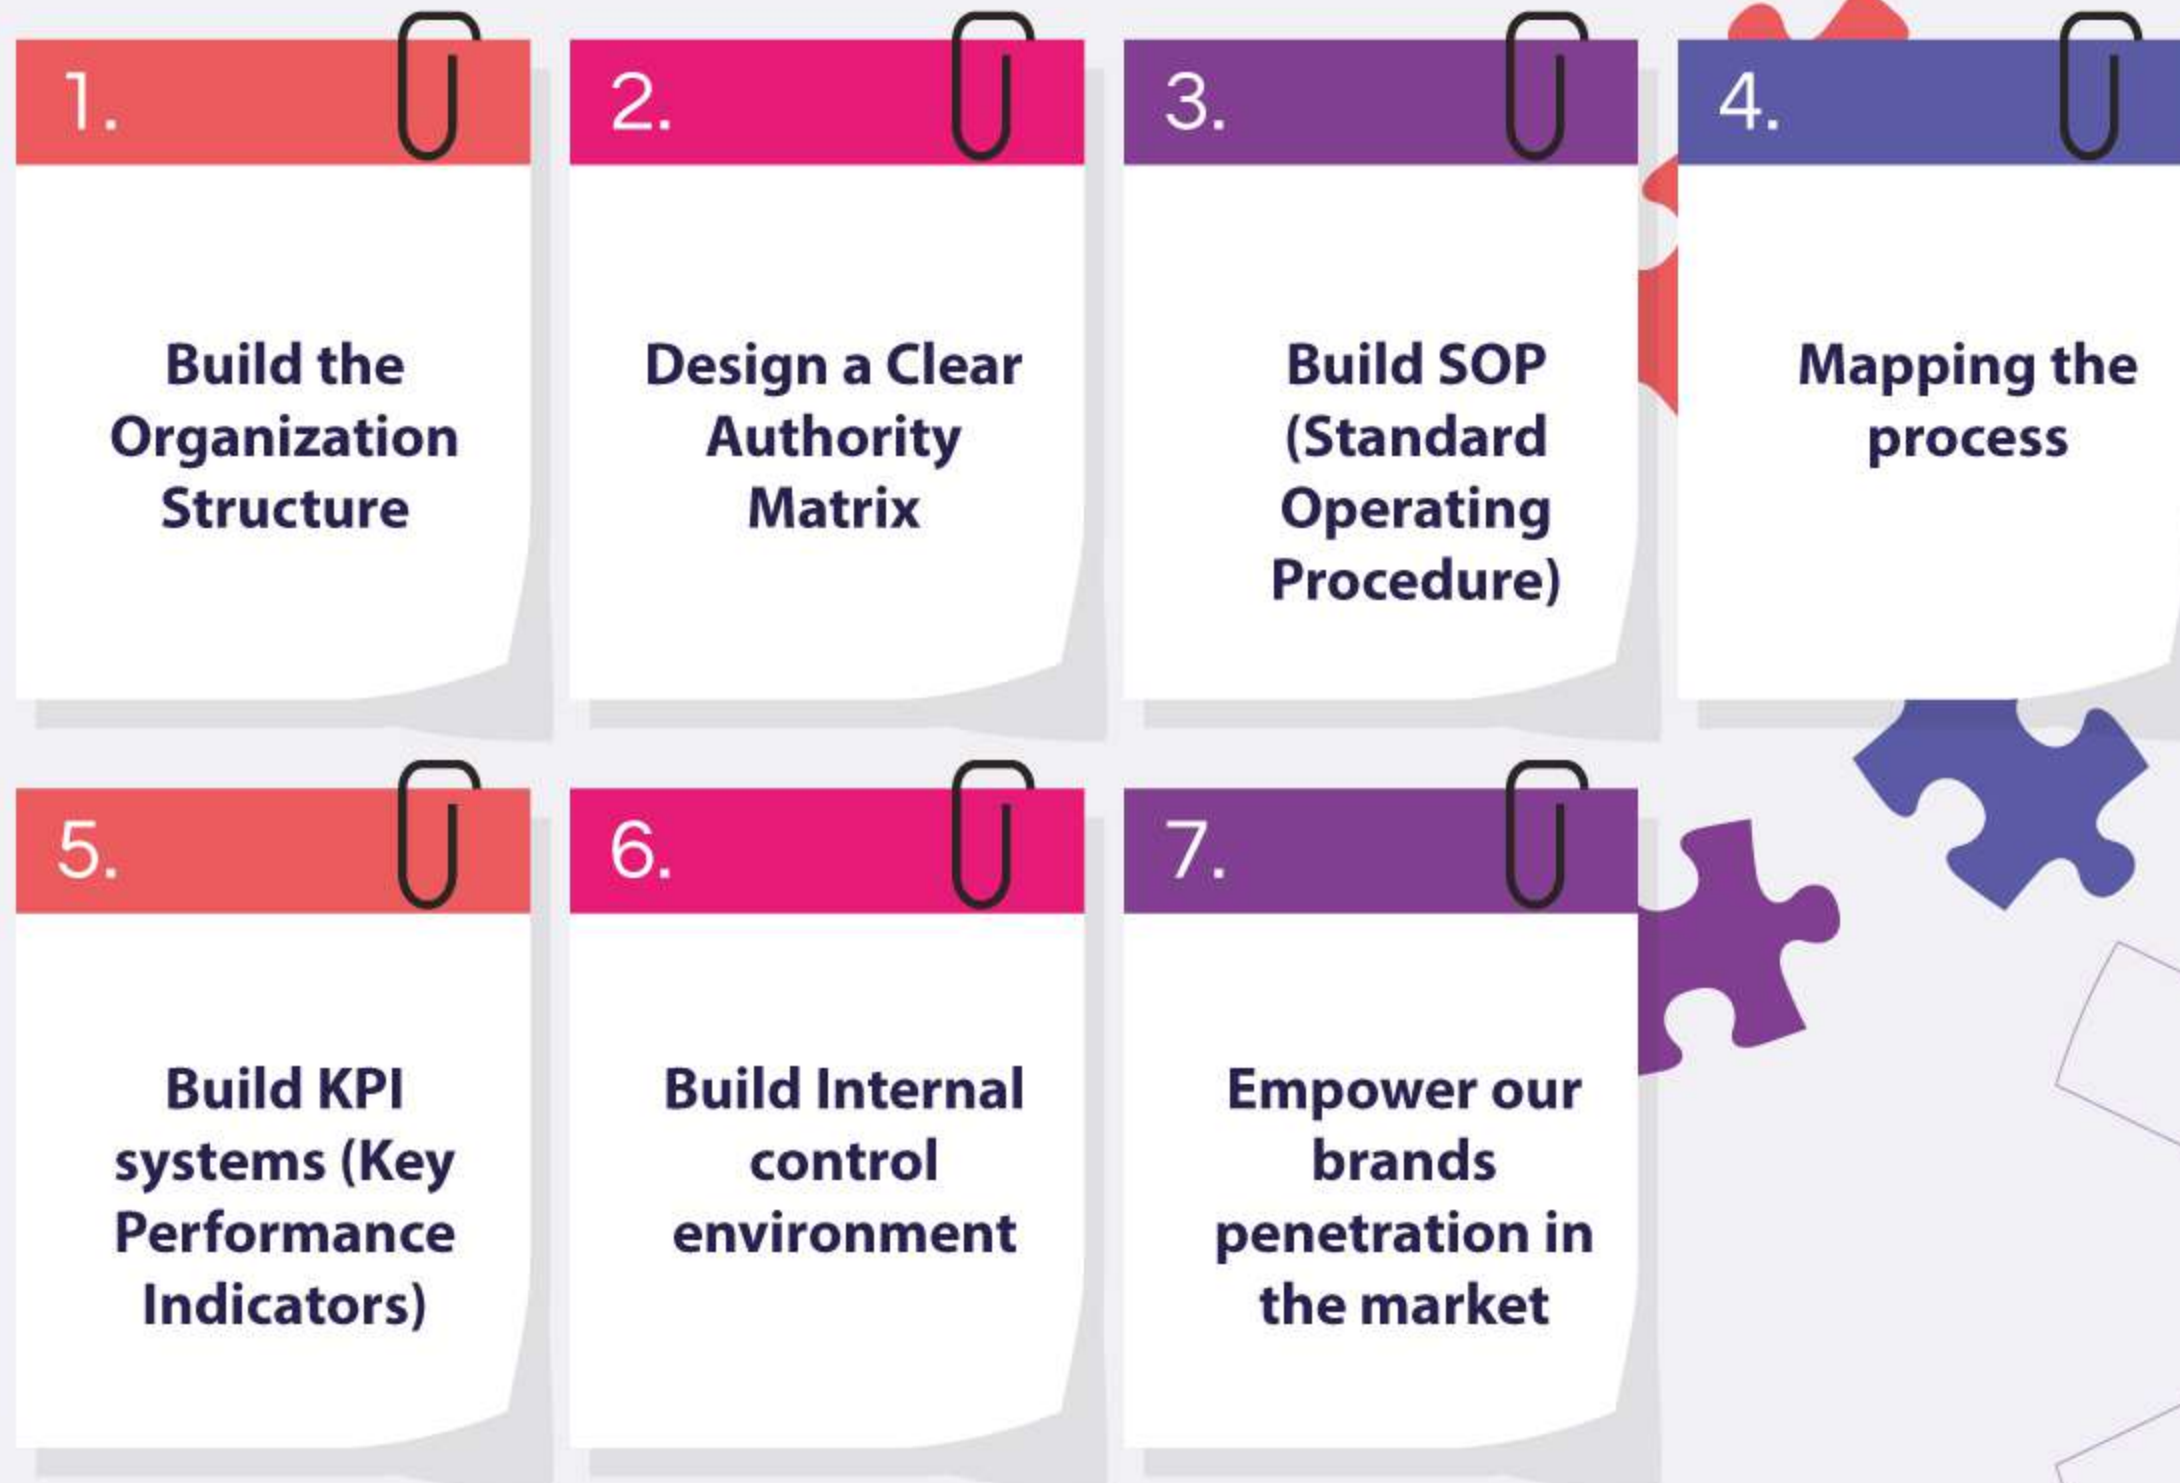 1.
Build the
Organization
Structure
2.
Design a Clear
Authority
Matrix
3.
Build SOP
(Standard
Operating
Procedure)
4.
Mapping the
process
5.
Build KPI
systems (Key
Performance
Indicators)
6.
Build Internal
control
environment
7.
Empower our
brands
penetration in
the market